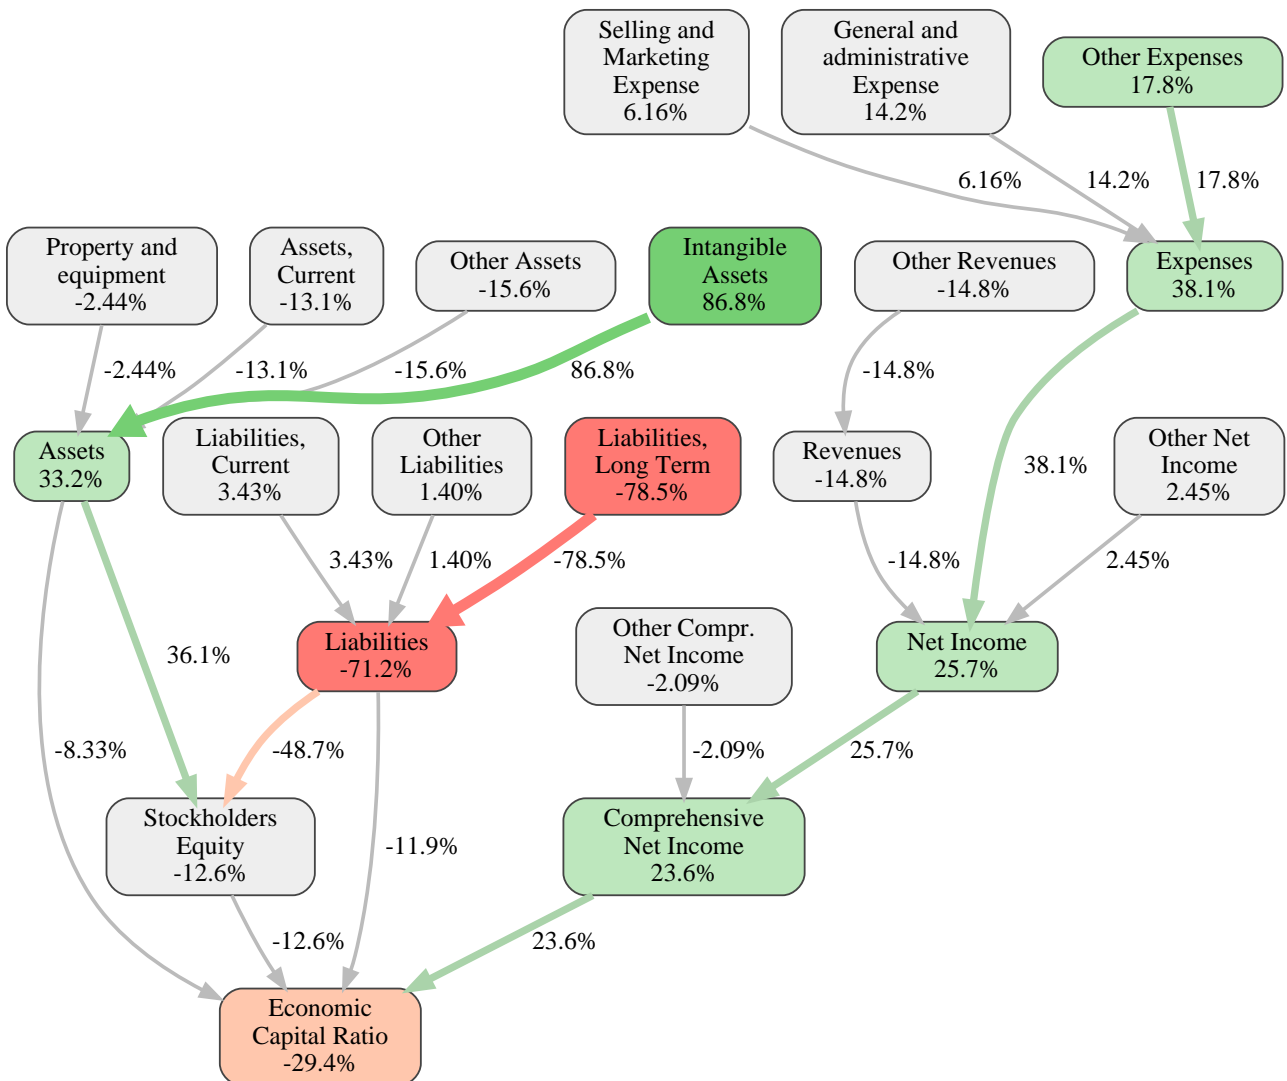 Selling and
Marketing
Expense
6.16%
General and
administrative
Expense
14.2%
Other Expenses
17.8%
6.16%
14.2%
17.8%
Property and
equipment
-2.44%
Assets,
Current
-13.1%
Other Assets
-15.6%
Intangible
Assets
86.8%
Other Revenues
-14.8%
Expenses
38.1%
-2.44%
-13.1%
-15.6%
86.8%
-14.8%
Assets
33.2%
Liabilities,
Current
3.43%
Other
Liabilities
1.40%
Liabilities,
Long Term
-78.5%
Revenues
-14.8%
38.1%
Other Net
Income
2.45%
3.43%
1.40%
-78.5%
-14.8%
2.45%
36.1%
Liabilities
-71.2%
Other Compr.
Net Income
-2.09%
Net Income
25.7%
-8.33%
-48.7%
-2.09%
25.7%
Stockholders
Equity
-12.6%
-11.9%
Comprehensive
Net Income
23.6%
-12.6%
23.6%
Economic
Capital Ratio
-29.4%